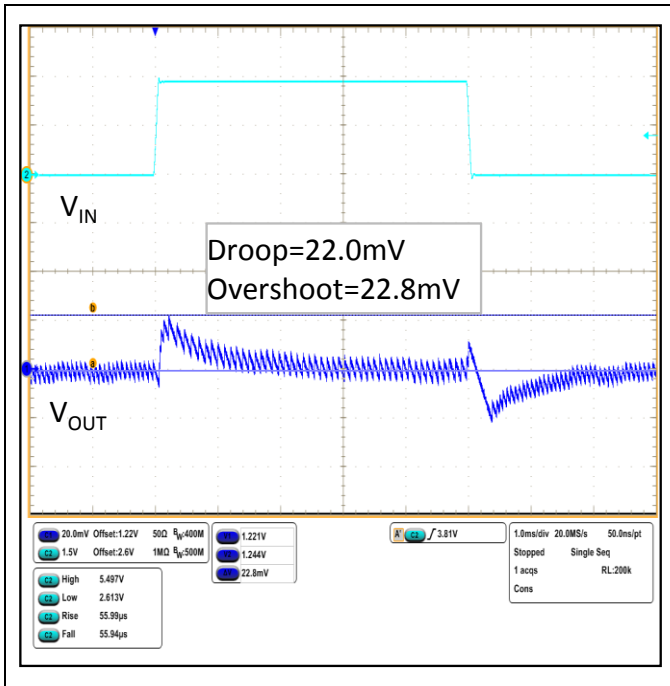 2
V_IN
Droop=22.0mV
Overshoot=22.8mV
b
a
V_OUT
C1 20.0mV Offset:1.22V 50Ω B_W:400M
C2 1.5V Offset:2.6V 1MΩ B_W:500M
1.221V
1.244V
22.8mV
A' C2 3.81V
1.0ms/div 20.0MS/s 50.0ns/pt
Stopped Single Seq
1 acqs RL:200k
Cons
C2 High 5.497V
C2 Low 2.613V
C2 Rise 55.99µs
C2 Fall 55.94µs